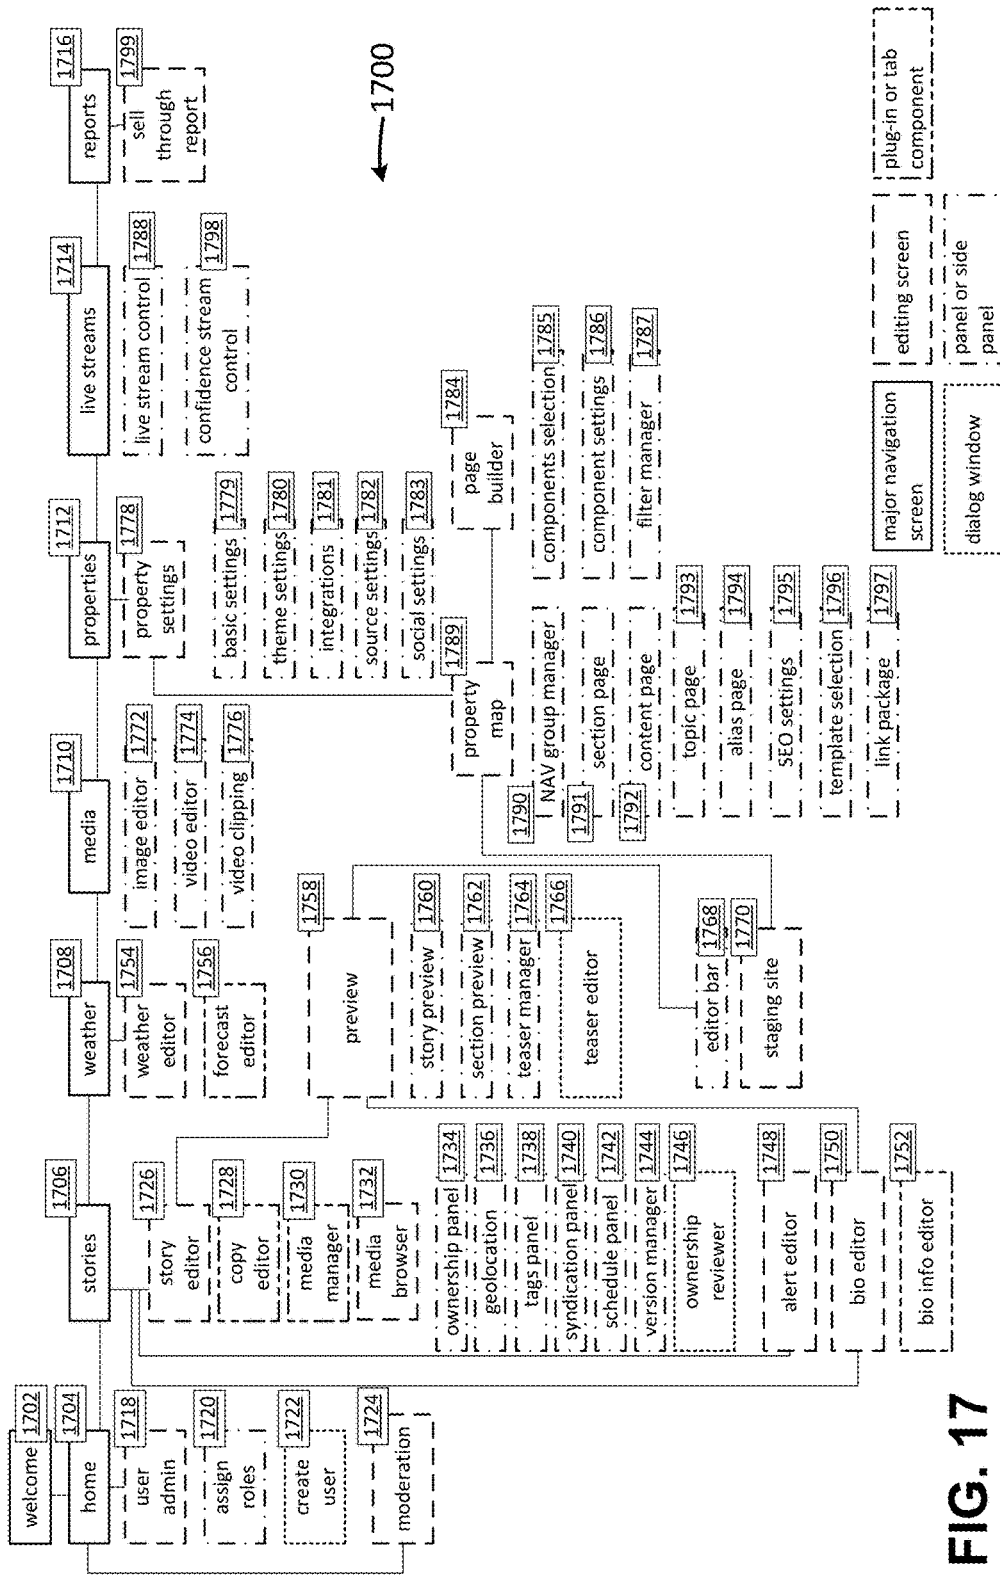 welcome
1702
home
1704
user
admin
1718
assign
roles
1720
create
user
1722
moderation
1724
stories
1706
story
editor
1726
copy
editor
1728
media
manager
1730
media
browser
1732
ownership panel
1734
geolocation
1736
tags panel
1738
syndication panel
1740
schedule panel
1742
version manager
1744
ownership
reviewer
1746
alert editor
1748
bio editor
1750
bio info editor
1752
weather
1708
weather
editor
1754
forecast
editor
1756
preview
1758
story preview
1760
section preview
1762
teaser manager
1764
teaser editor
1766
editor bar
1768
staging site
1770
media
1710
image editor
1772
video editor
1774
video clipping
1776
properties
1712
property
settings
1778
basic settings
1779
theme settings
1780
integrations
1781
source settings
1782
social settings
1783
property
map
1789
page
builder
1784
NAV group manager
1790
section page
1791
content page
1792
topic page
1793
alias page
1794
SEO settings
1795
template selection
1796
link package
1797
components selection
1785
component settings
1786
filter manager
1787
live streams
1714
live stream control
1788
confidence stream
control
1798
reports
1716
sell
through
report
1799
1700
major navigation
screen
editing screen
plug-in or tab
component
dialog window
panel or side
panel
FIG. 17